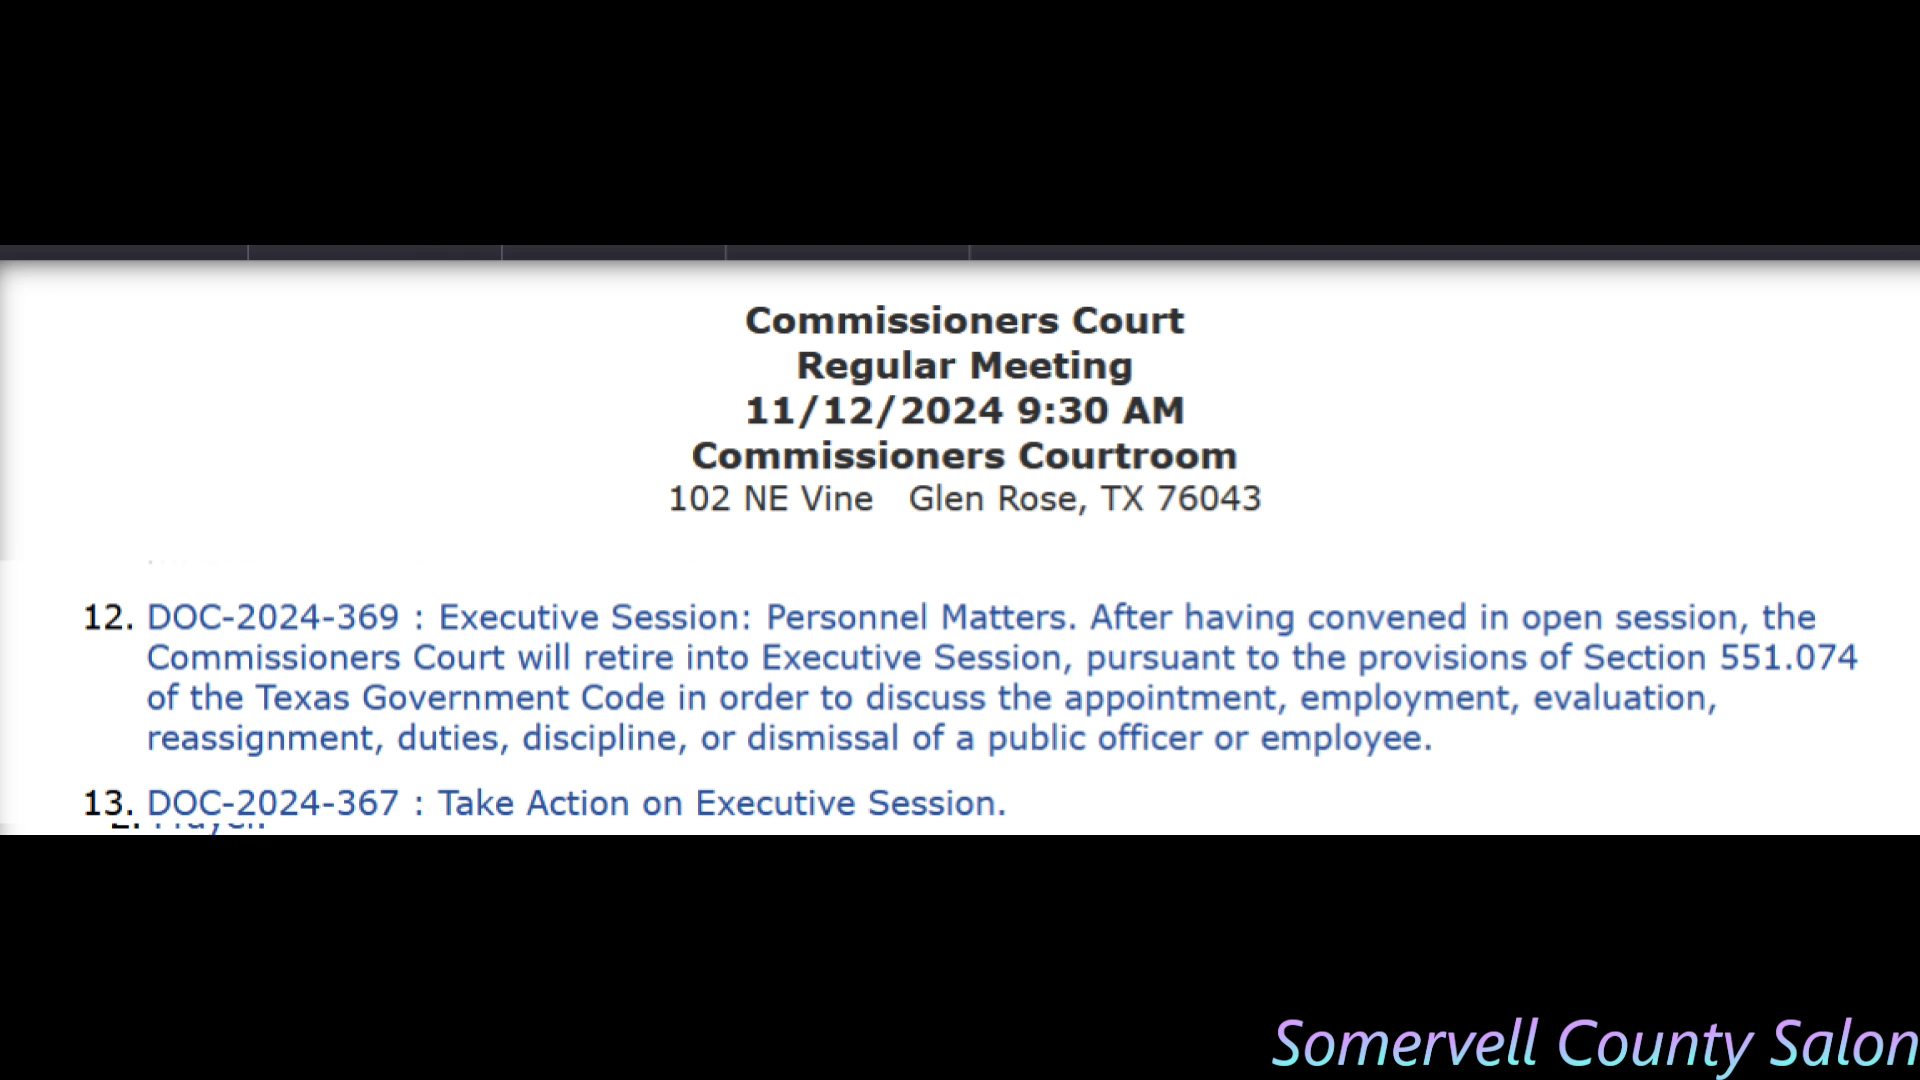 Commissioners Court
Regular Meeting
11/12/2024 9:30 AM
Commissioners Courtroom
102 NE Vine Glen Rose, TX 76043
12. DOC-2024-369 : Executive Session: Personnel Matters. After having convened in open session, the
Commissioners Court will retire into Executive Session, pursuant to the provisions of Section 551.074
of the Texas Government Code in order to discuss the appointment, employment, evaluation,
reassignment, duties, discipline, or dismissal of a public officer or employee.
13. DOC-2024-367 : Take Action on Executive Session.
Somervell County Salon